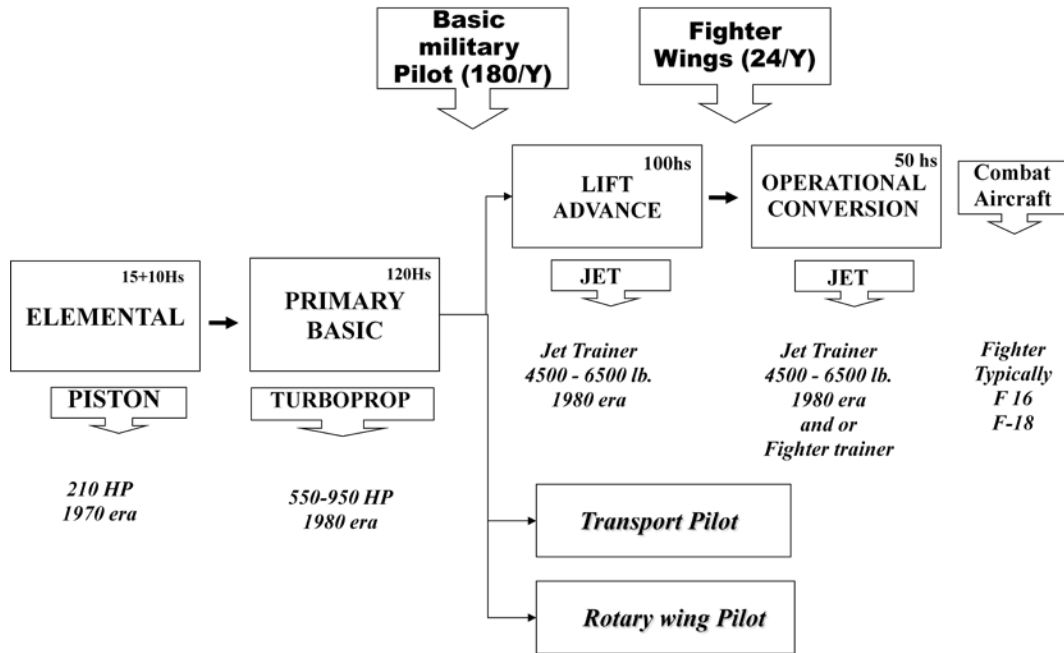 Basic
military
Pilot (180/Y)
Fighter
Wings (24/Y)
15+10Hs
ELEMENTAL
PISTON
210 HP
1970 era
120Hs
PRIMARY
BASIC
TURBOPROP
550-950 HP
1980 era
100hs
LIFT
ADVANCE
JET
Jet Trainer
4500 - 6500 lb.
1980 era
50 hs
OPERATIONAL
CONVERSION
JET
Jet Trainer
4500 - 6500 lb.
1980 era
and or
Fighter trainer
Combat
Aircraft
Fighter
Typically
F 16
F-18
Transport Pilot
Rotary wing Pilot